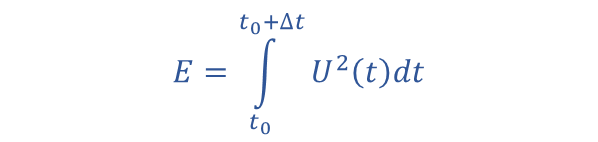 E = ∫_{t₀}^{t₀+Δt} U²(t)dt